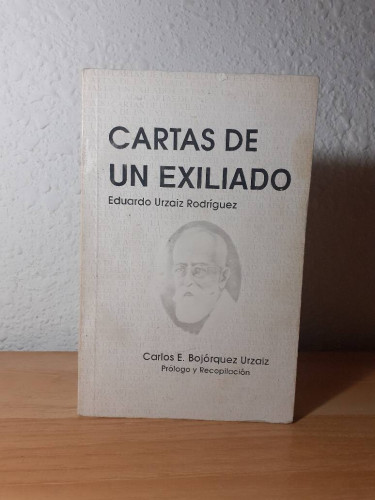 CARTAS DE
UN EXILIADO
Eduardo Urzaiz Rodríguez
Carlos E. Bojórquez Urzaiz
Prólogo y Recopilación